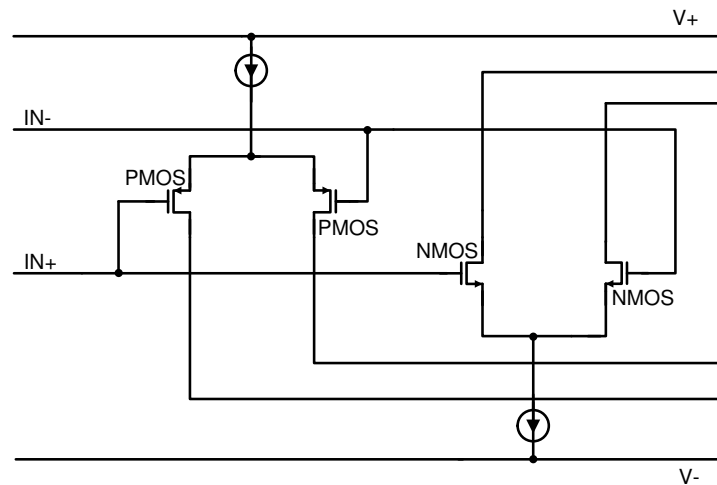 V+
IN-
PMOS
PMOS
NMOS
IN+
NMOS
V-